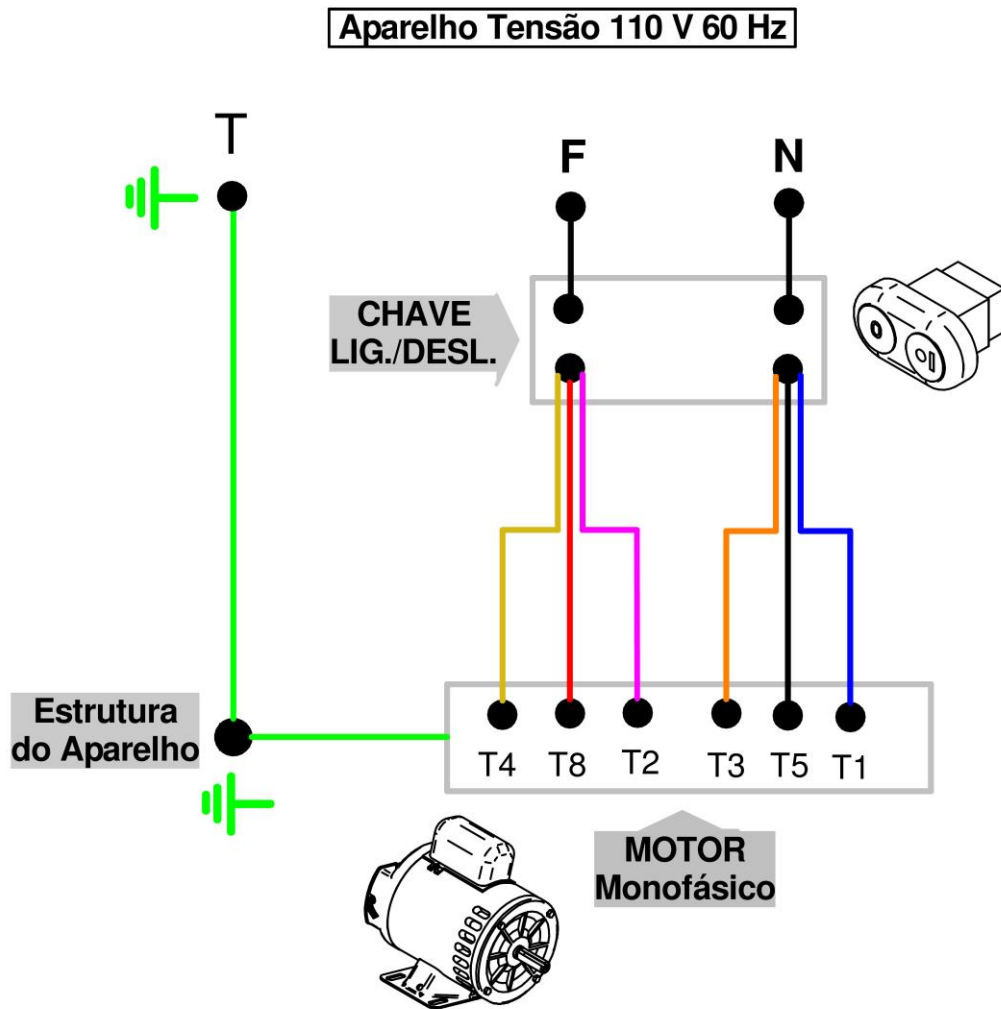 Aparelho Tensão 110 V 60 Hz
T
F
N
CHAVE
LIG./DESL.
0
I
Estrutura
do Aparelho
T4 T8 T2 T3 T5 T1
MOTOR
Monofásico